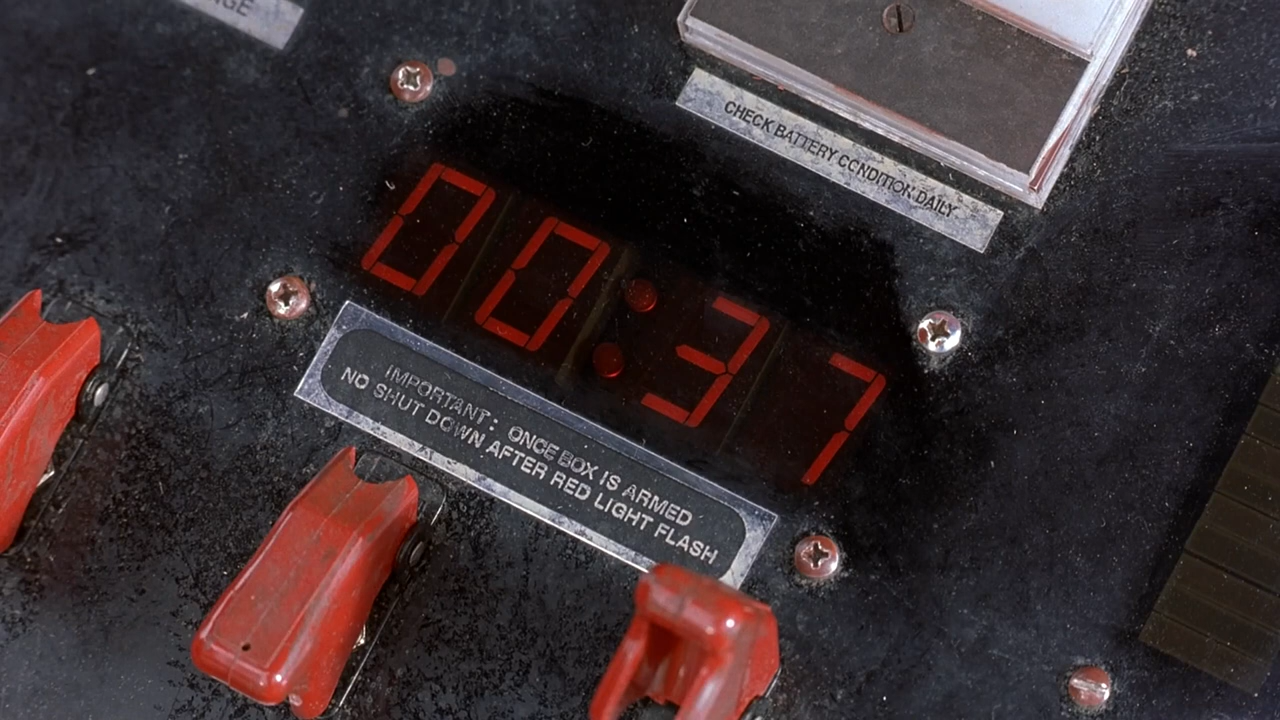 CHECK BATTERY CONDITION DAILY
00:37
IMPORTANT: ONCE BOX IS ARMED
NO SHUT DOWN AFTER RED LIGHT FLASH